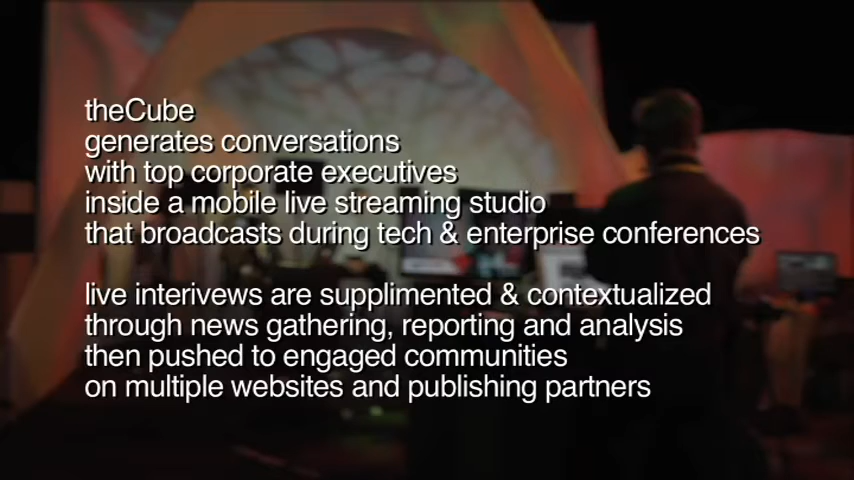 theCube
generates conversations
with top corporate executives
inside a mobile live streaming studio
that broadcasts during tech & enterprise conferences
live interivews are supplimented & contextualized
through news gathering, reporting and analysis
then pushed to engaged communities
on multiple websites and publishing partners